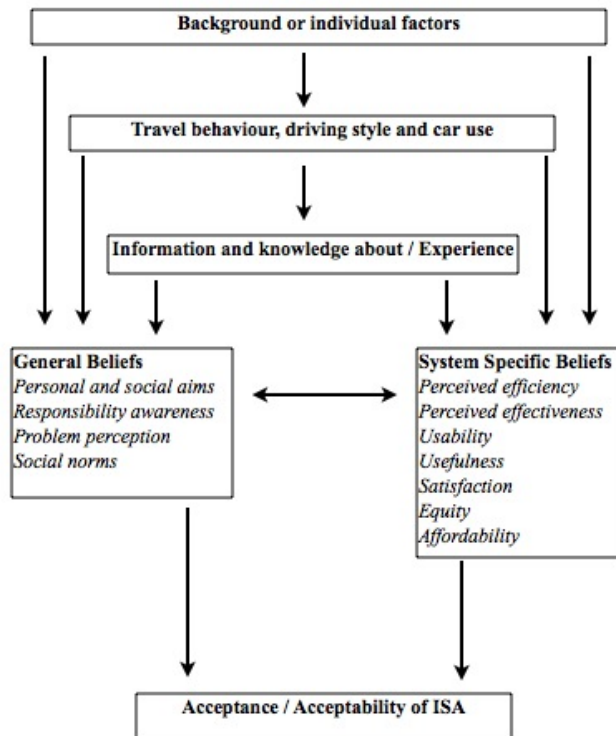 Background or individual factors
Travel behaviour, driving style and car use
Information and knowledge about / Experience
General Beliefs
Personal and social aims
Responsibility awareness
Problem perception
Social norms
System Specific Beliefs
Perceived efficiency
Perceived effectiveness
Usability
Usefulness
Satisfaction
Equity
Affordability
Acceptance / Acceptability of ISA